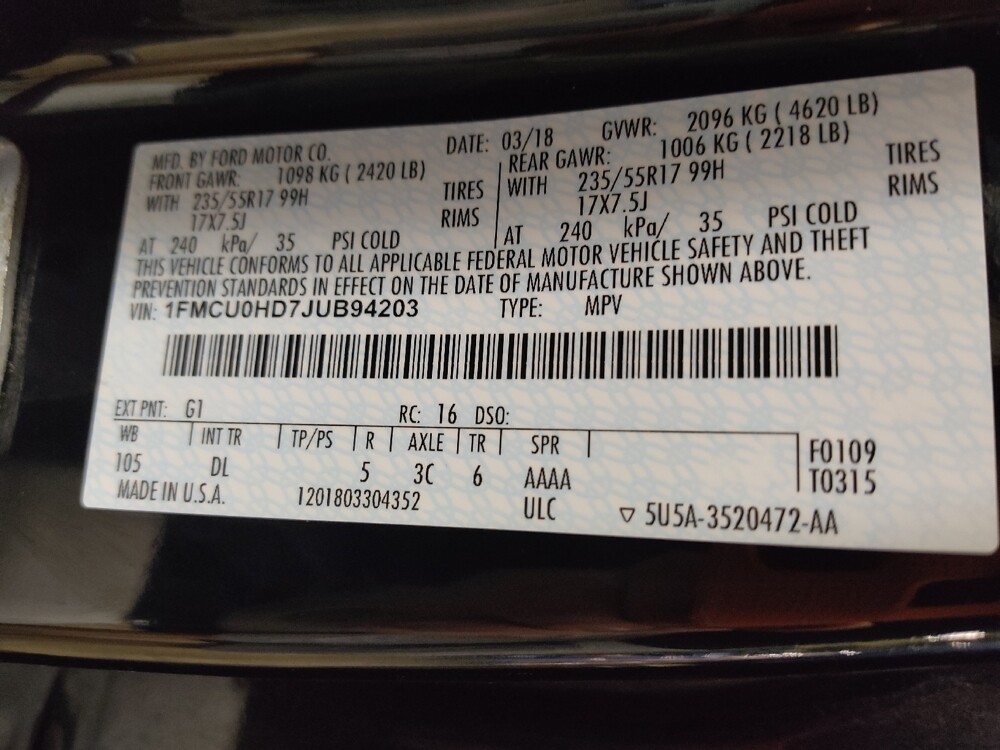 MFD. BY FORD MOTOR CO. DATE: 03/18 GVWR: 2096 KG ( 4620 LB)
FRONT GAWR: 1098 KG ( 2420 LB) REAR GAWR: 1006 KG ( 2218 LB)
WITH 235/55R17 99H TIRES WITH 235/55R17 99H TIRES
17X7.5J RIMS 17X7.5J RIMS
AT 240 kPa/ 35 PSI COLD AT 240 kPa/ 35 PSI COLD
THIS VEHICLE CONFORMS TO ALL APPLICABLE FEDERAL MOTOR VEHICLE SAFETY AND THEFT
PREVENTION STANDARDS IN EFFECT ON THE DATE OF MANUFACTURE SHOWN ABOVE.
VIN: 1FMCU0HD7JUB94203 TYPE: MPV
EXT PNT: G1 RC: 16 DSO:
WB INT TR TP/PS R AXLE TR SPR F0109
105 DL 5 3C 6 AAAA T0315
MADE IN U.S.A. 1201803304352 ULC ▽ 5U5A-3520472-AA